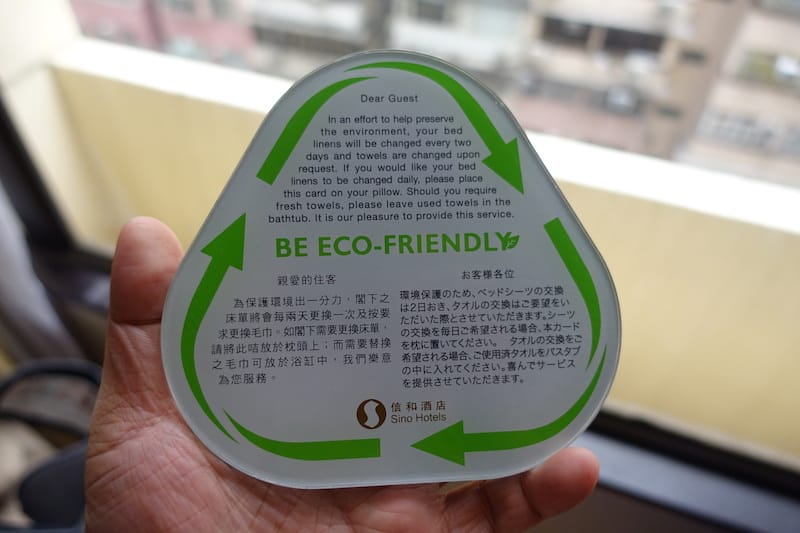 Dear Guest
In an effort to help preserve
the environment, your bed
linens will be changed every two
days and towels are changed upon
request. If you would like your bed
linens to be changed daily, please place
this card on your pillow. Should you require
fresh towels, please leave used towels in the
bathtub. It is our pleasure to provide this service.
BE ECO-FRIENDLY
親愛的住客
為保護環境出一分力，閣下之
床單將會每兩天更換一次及按要
求更換毛巾。如閣下需要更換床單，
請將此咭放於枕頭上；而需要替換
之毛巾可放於浴缸中，我們樂意
為您服務。
お客様各位
環境保護のため、ベッドシーツの交換
は2日おき、タオルの交換はご要望をい
ただいた際とさせていただきます。シーツ
の交換を毎日ご希望される場合、本カード
を枕に置いてください。 タオルの交換をご
希望される場合、ご使用済タオルをバスタブ
の中に入れてください。喜んでサービス
を提供させていただきます。
信和酒店
Sino Hotels